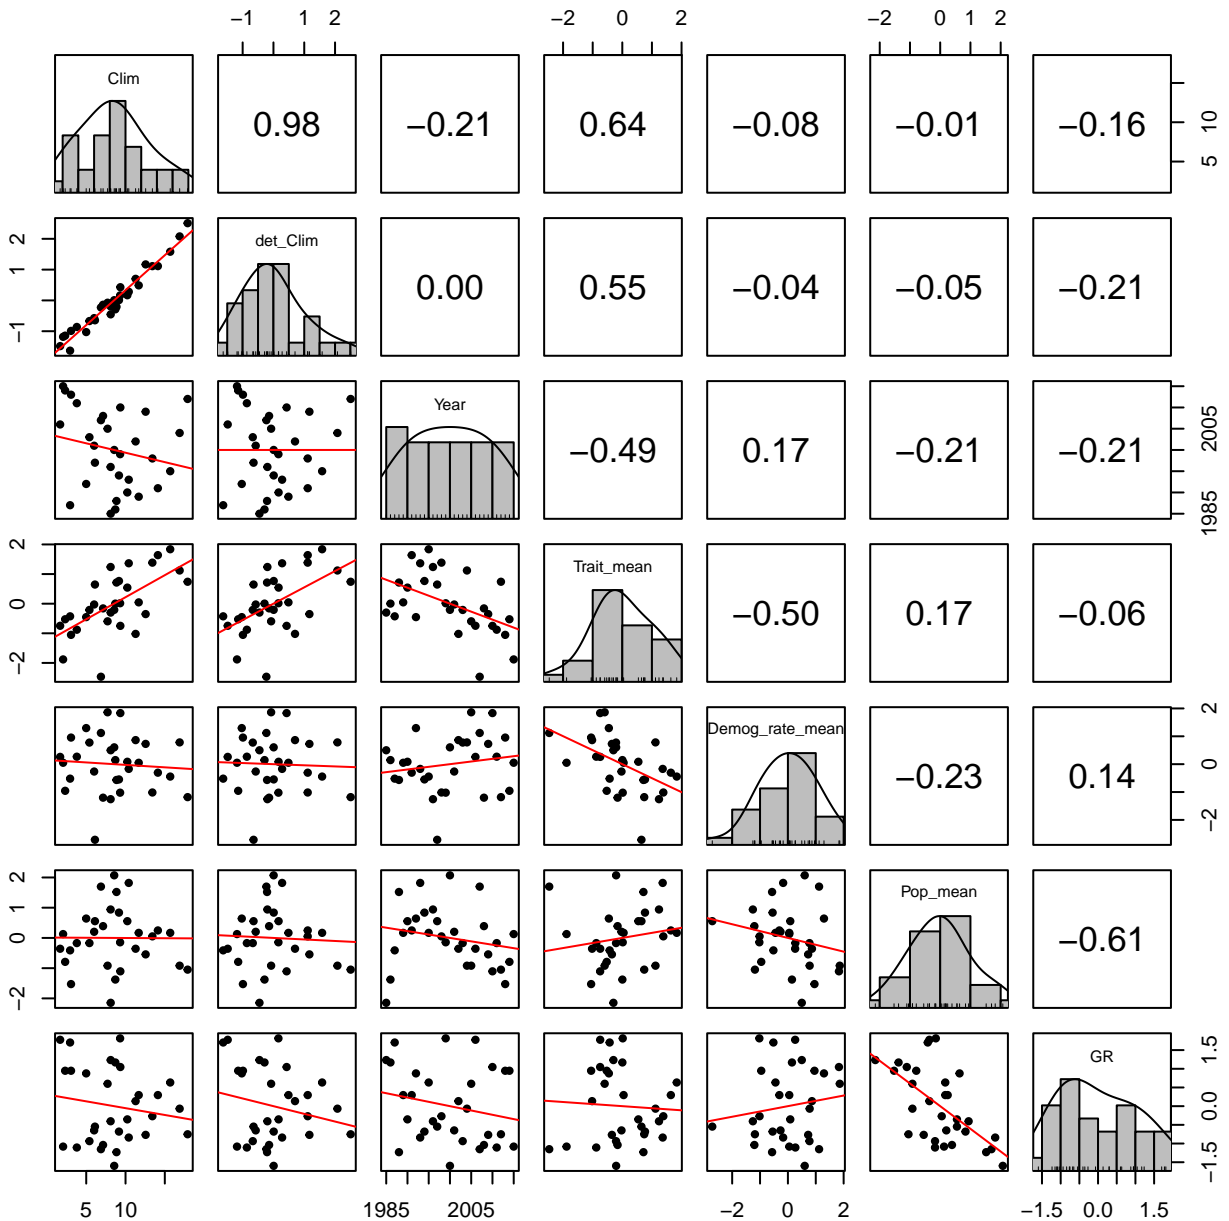 −1 1 2 −2 0 2 −2 0 1 2
Clim
0.98 −0.21 0.64 −0.08 −0.01 −0.16
5 10
−1 1 2
det_Clim
0.00 0.55 −0.04 −0.05 −0.21
Year
−0.49 0.17 −0.21 −0.21
1985 2005
−2 0 2
Trait_mean
−0.50 0.17 −0.06
Demog_rate_mean
−0.23 0.14
−2 0 2
−2 0 1 2
Pop_mean
−0.61
GR
−1.5 0.0 1.5
5 10 1985 2005 −2 0 2 −1.5 0.0 1.5